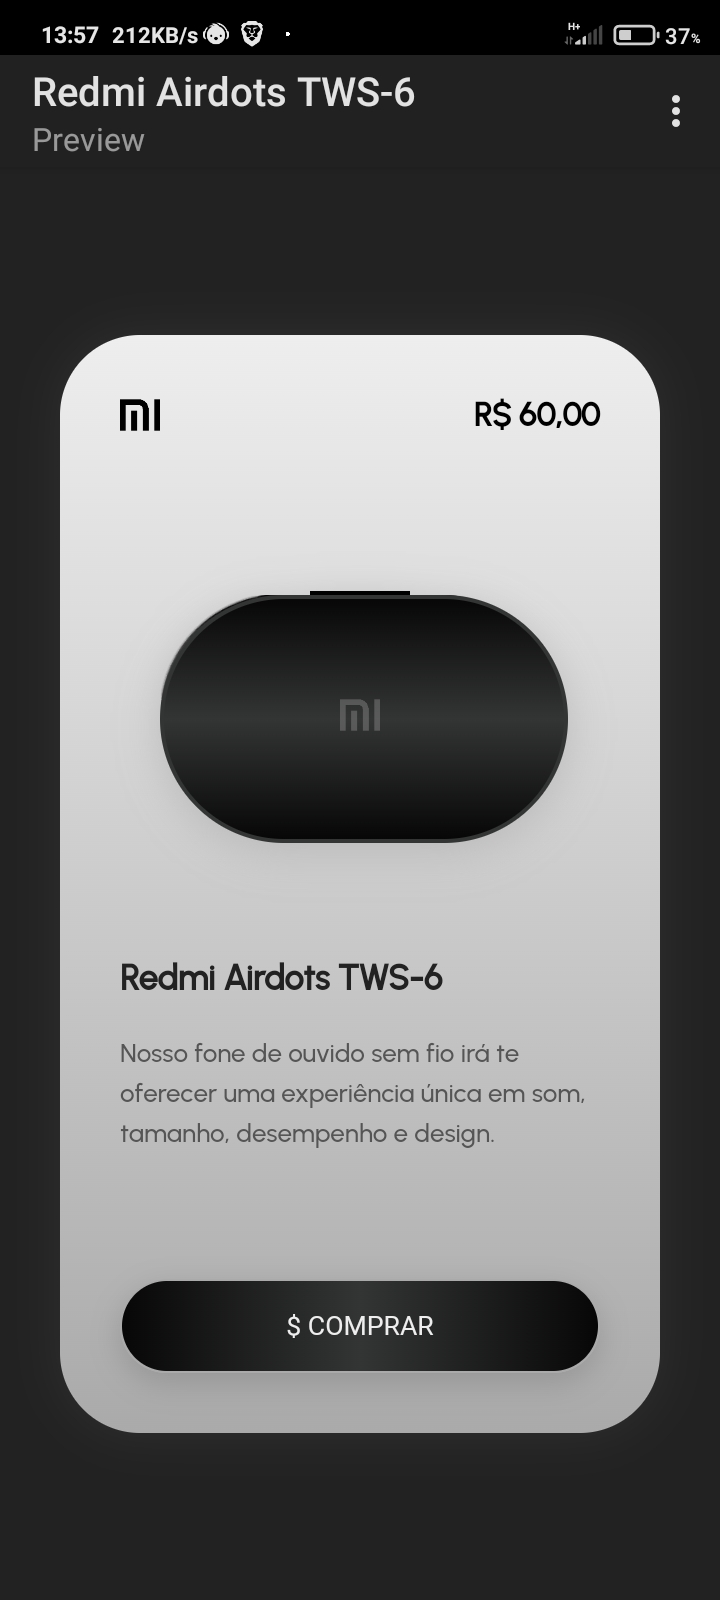 13:57 212KB/s H+ 37%
Redmi Airdots TWS-6
Preview
mi R$ 60,00
mi
Redmi Airdots TWS-6
Nosso fone de ouvido sem fio irá te
oferecer uma experiência única em som,
tamanho, desempenho e design.
$ COMPRAR